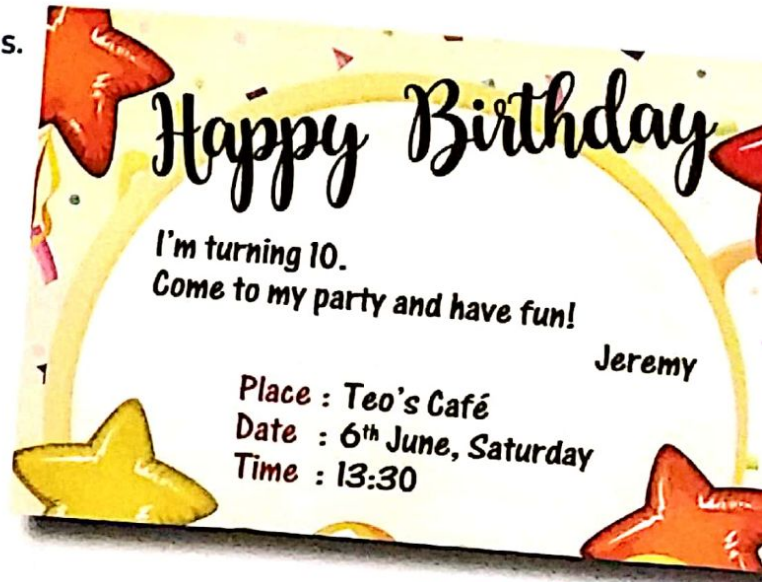 s.
Happy Birthday
I'm turning 10.
Come to my party and have fun!
Jeremy
Place : Teo's Café
Date : 6th June, Saturday
Time : 13:30